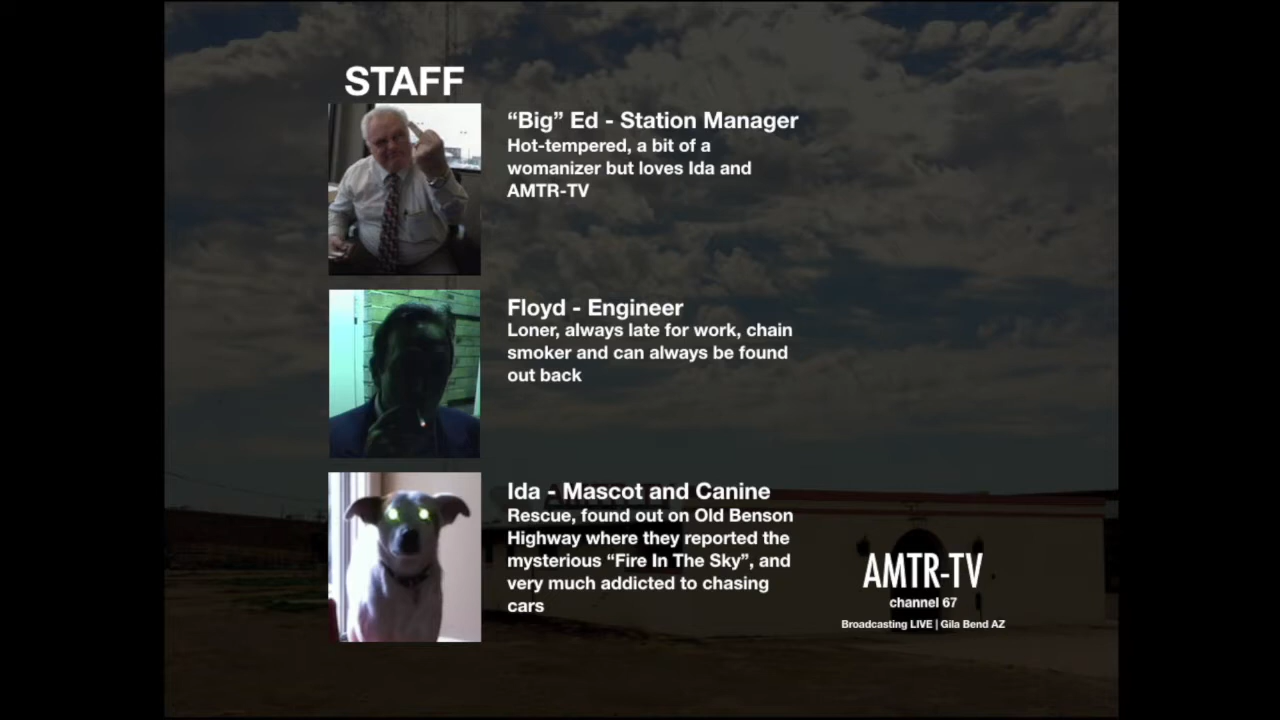 STAFF
“Big” Ed - Station Manager
Hot-tempered, a bit of a
womanizer but loves Ida and
AMTR-TV
Floyd - Engineer
Loner, always late for work, chain
smoker and can always be found
out back
Ida - Mascot and Canine
Rescue, found out on Old Benson
Highway where they reported the
mysterious “Fire In The Sky”, and
very much addicted to chasing
cars
AMTR-TV
channel 67
Broadcasting LIVE | Gila Bend AZ